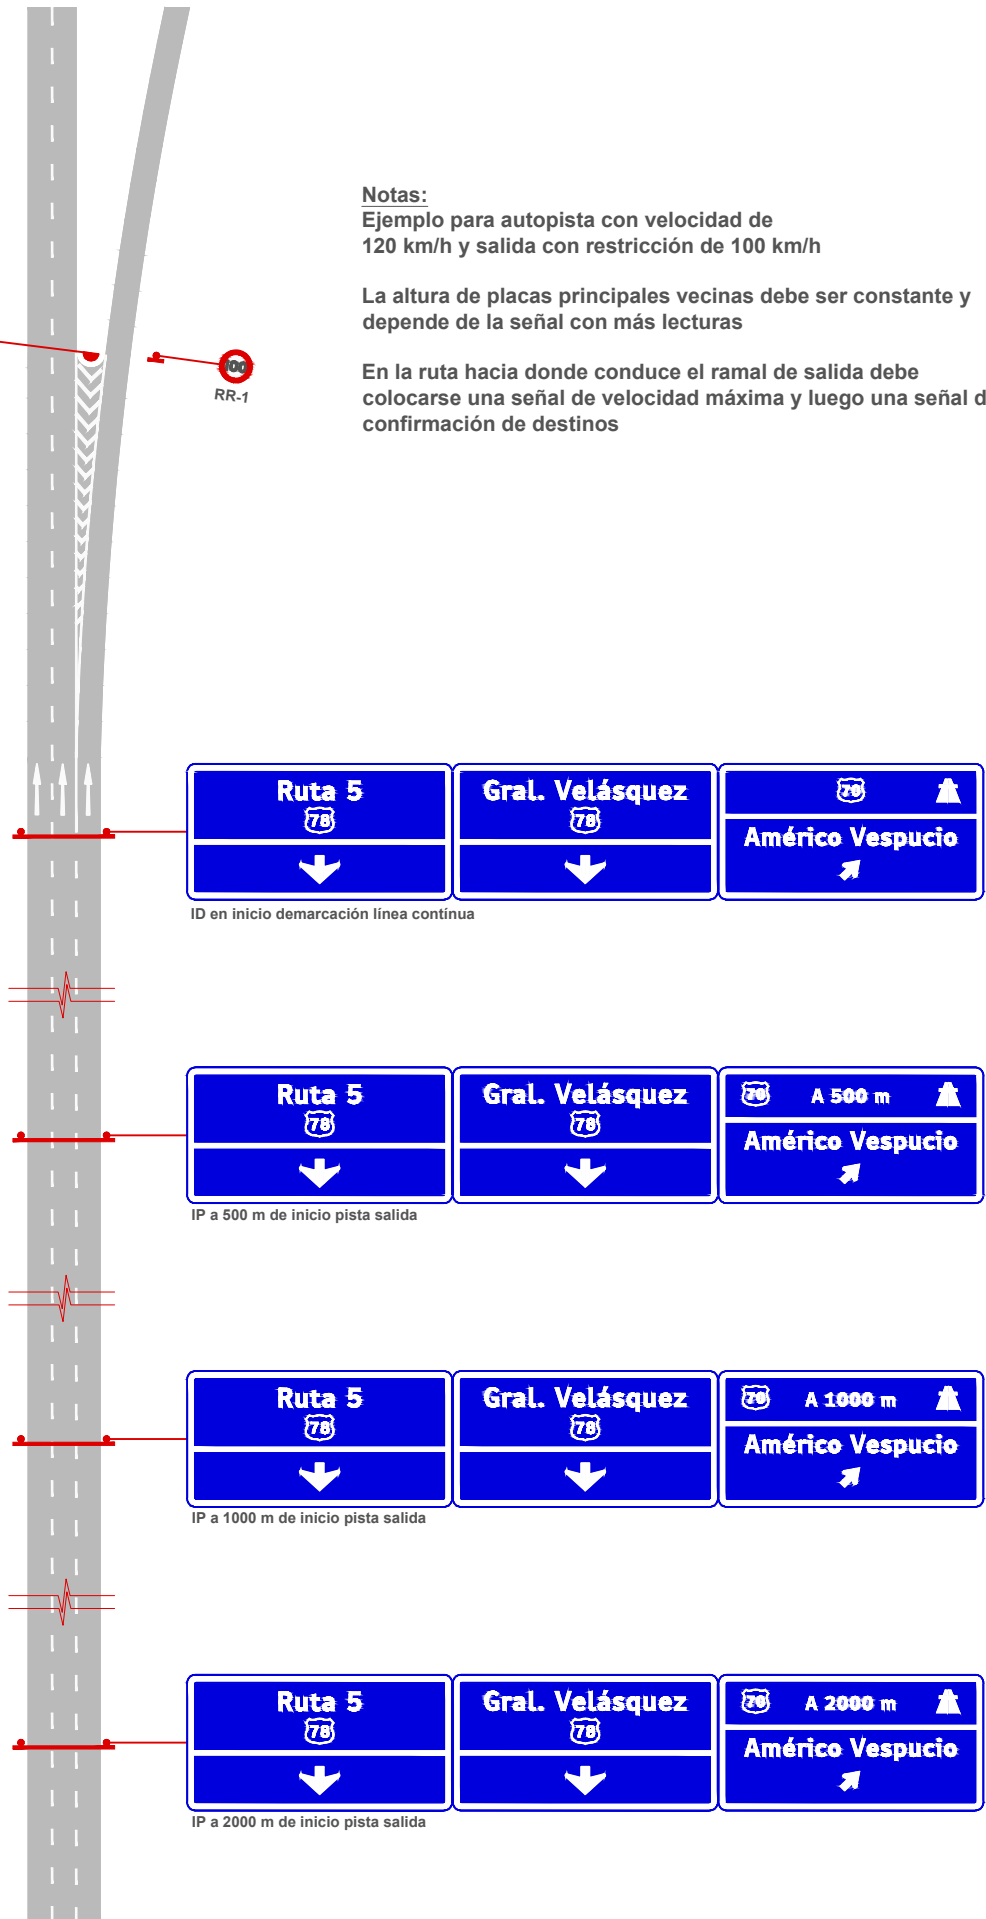 Notas:
Ejemplo para autopista con velocidad de
120 km/h y salida con restricción de 100 km/h
La altura de placas principales vecinas debe ser constante y
depende de la señal con más lecturas
En la ruta hacia donde conduce el ramal de salida debe
colocarse una señal de velocidad máxima y luego una señal d
confirmación de destinos
100
RR-1
Ruta 5
78
Gral. Velásquez
78
70
Américo Vespucio
ID en inicio demarcación línea contínua
Ruta 5
78
Gral. Velásquez
78
70 A 500 m
Américo Vespucio
IP a 500 m de inicio pista salida
Ruta 5
78
Gral. Velásquez
78
70 A 1000 m
Américo Vespucio
IP a 1000 m de inicio pista salida
Ruta 5
78
Gral. Velásquez
78
70 A 2000 m
Américo Vespucio
IP a 2000 m de inicio pista salida